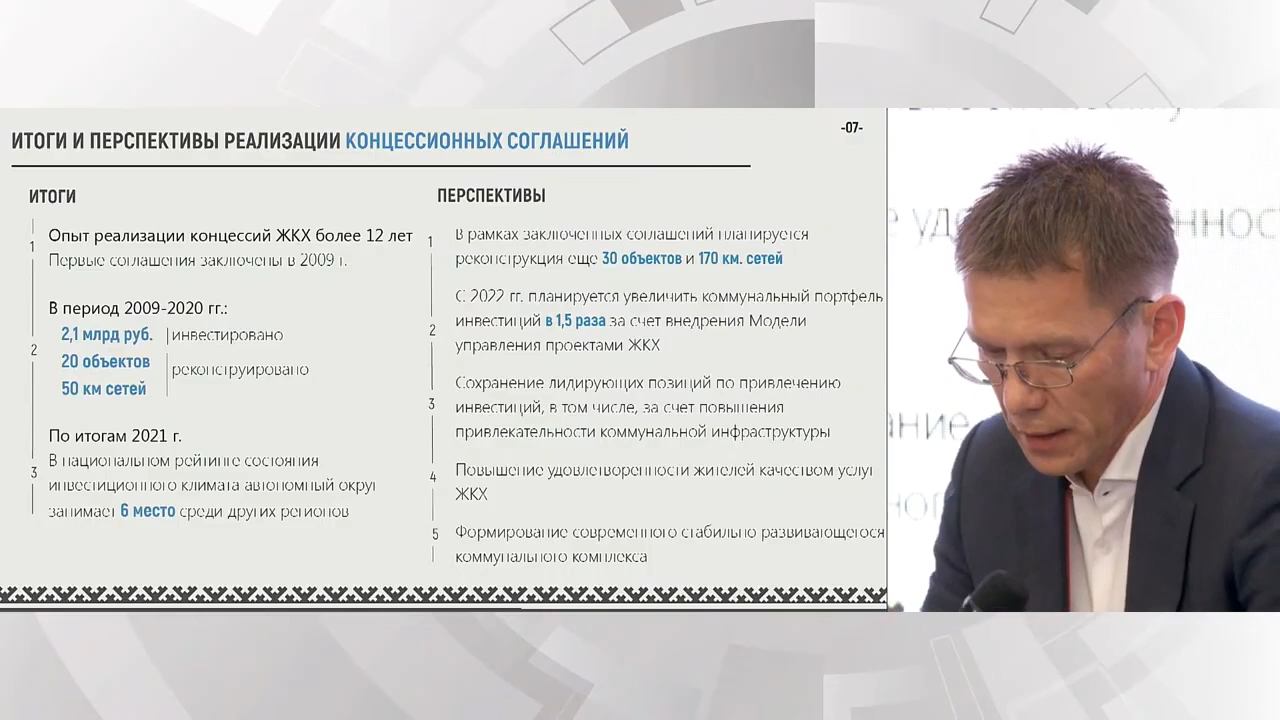 ИТОГИ И ПЕРСПЕКТИВЫ РЕАЛИЗАЦИИ КОНЦЕССИОННЫХ СОГЛАШЕНИЙ
-07-
ИТОГИ
1
Опыт реализации концессий ЖКХ более 12 лет
Первые соглашения заключены в 2009 г.
2
В период 2009-2020 гг.:
2,1 млрд руб. инвестировано
20 объектов
реконструировано
50 км сетей
3
По итогам 2021 г.
В национальном рейтинге состояния
инвестиционного климата автономный округ
занимает 6 место среди других регионов
ПЕРСПЕКТИВЫ
1
В рамках заключенных соглашений планируется
реконструкция еще 30 объектов и 170 км. сетей
2
С 2022 гг. планируется увеличить коммунальный портфель
инвестиций в 1,5 раза за счет внедрения Модели
управления проектами ЖКХ
3
Сохранение лидирующих позиций по привлечению
инвестиций, в том числе, за счет повышения
привлекательности коммунальной инфраструктуры
4
Повышение удовлетворенности жителей качеством услуг
ЖКХ
5
Формирование современного стабильно развивающегося
коммунального комплекса